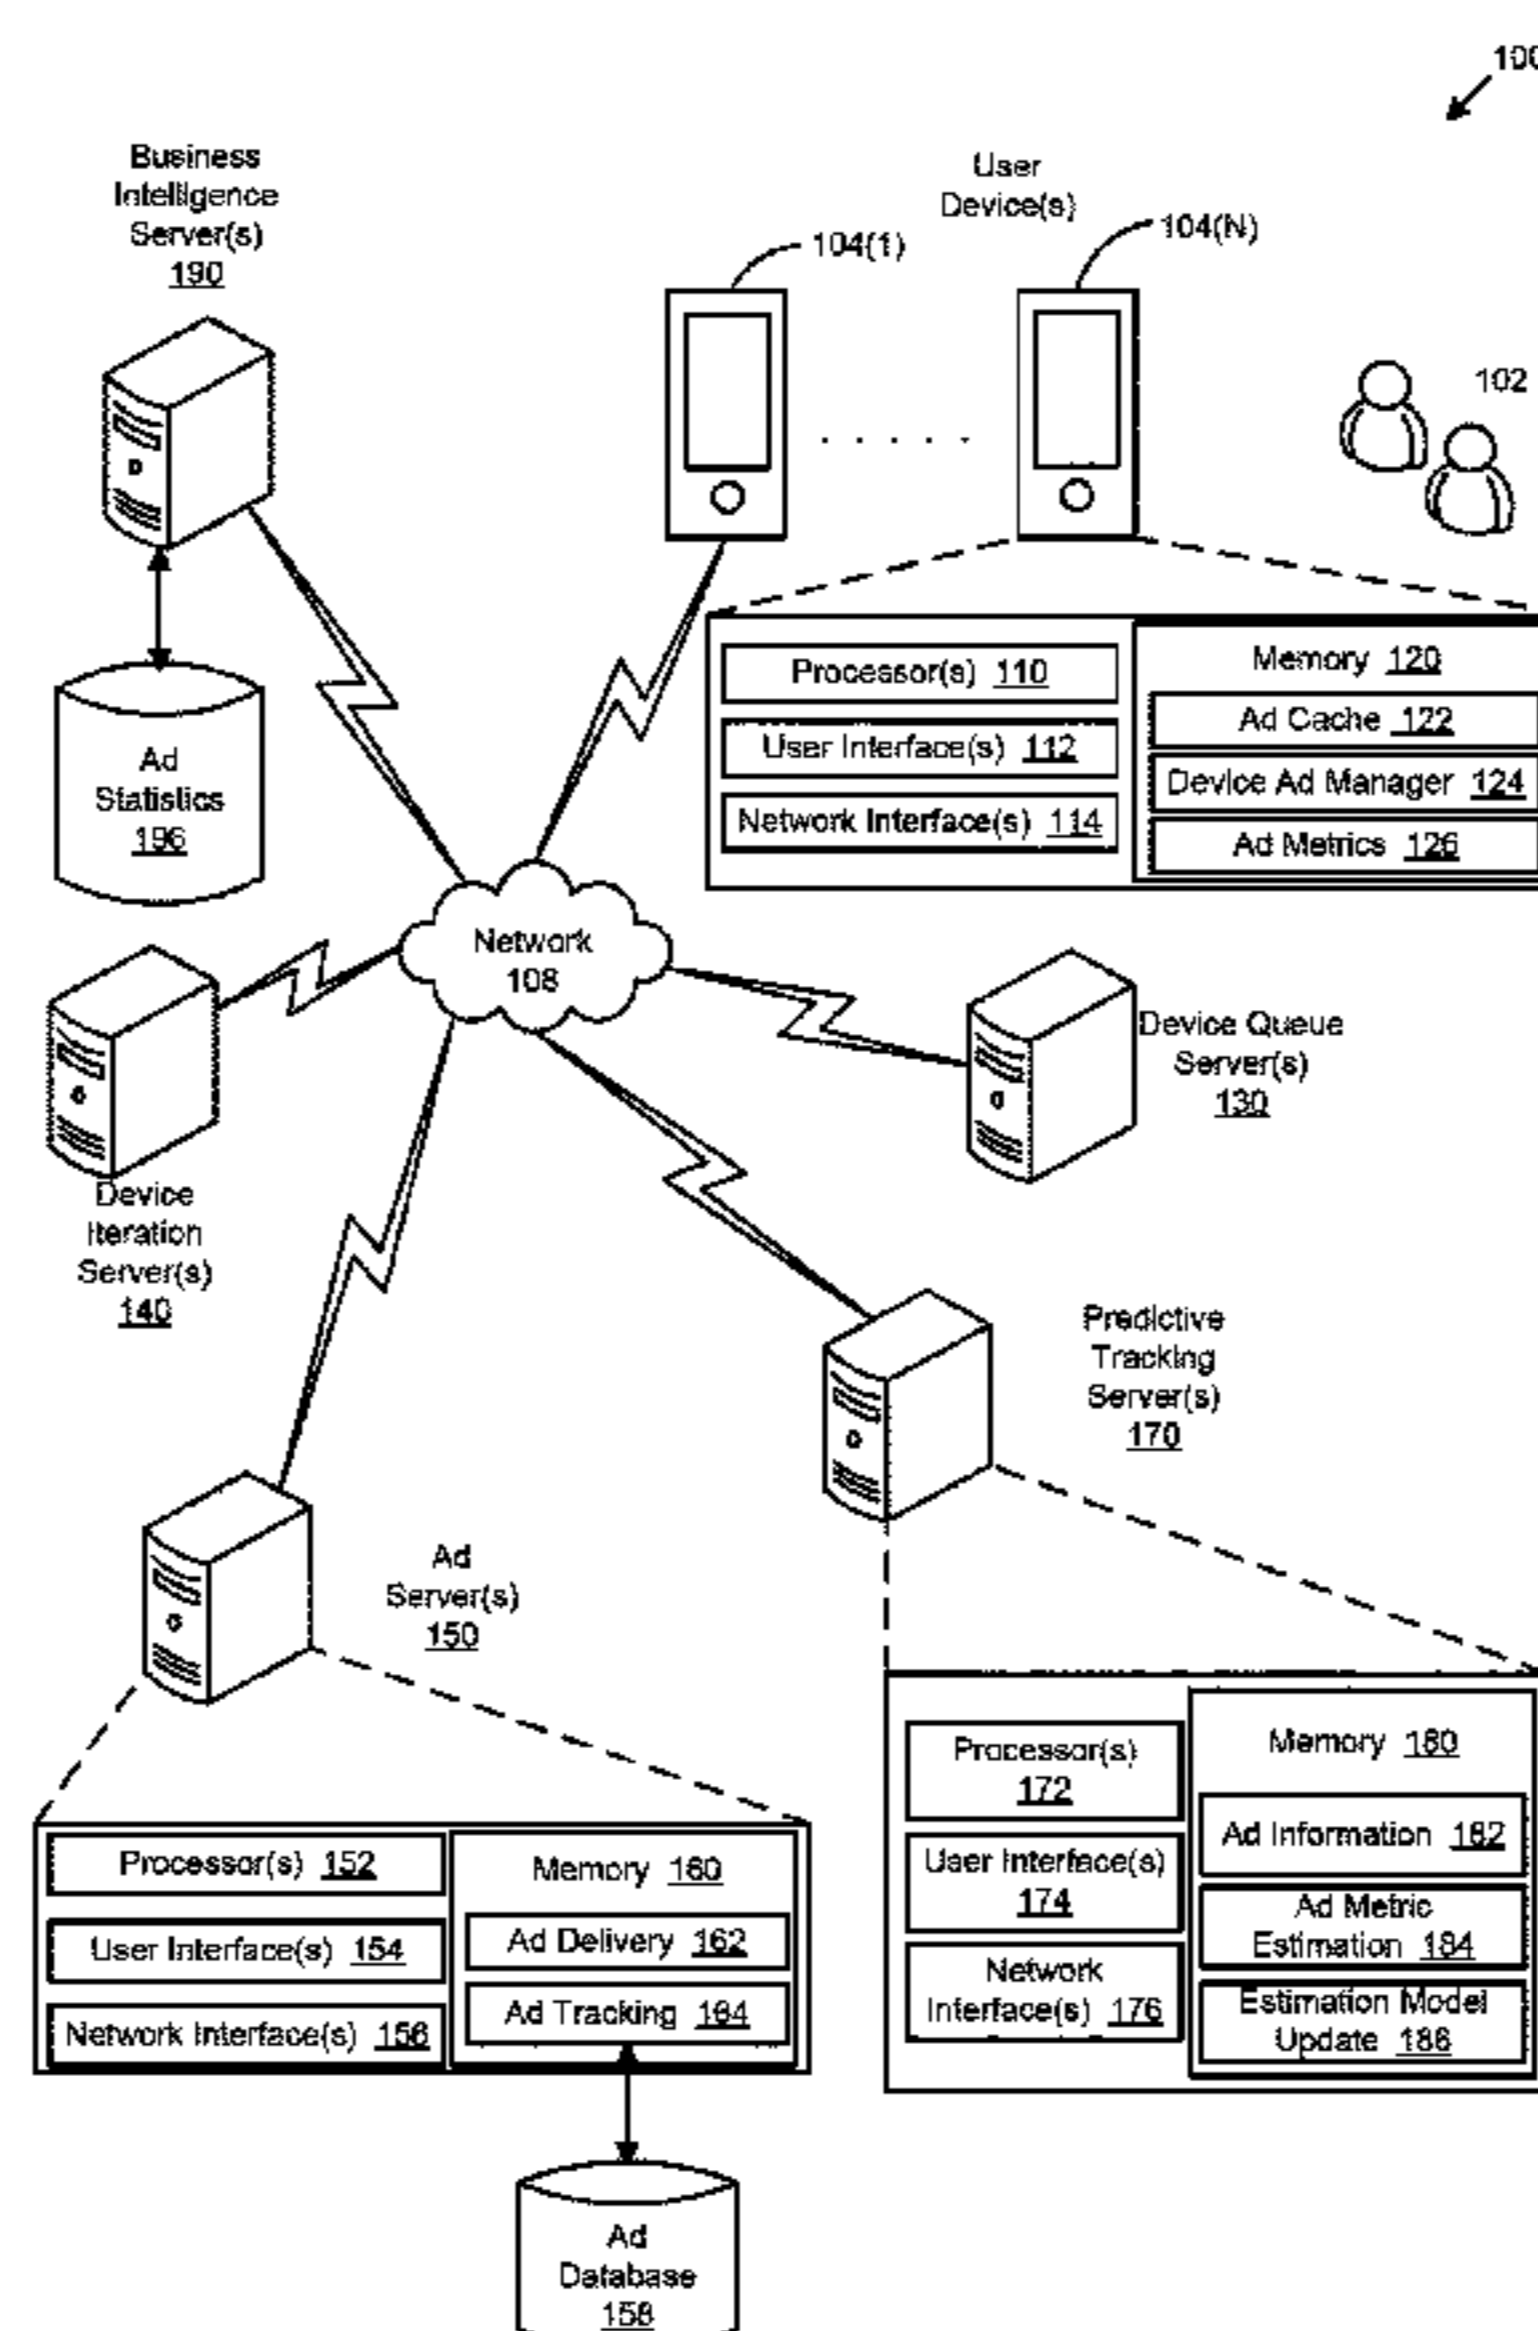 100
Business
Intelligence
Server(s)
190
User
Device(s)
104(1)
104(N)
102
Processor(s) 110
User Interface(s) 112
Network Interface(s) 114
Memory 120
Ad Cache 122
Device Ad Manager 124
Ad Metrics 126
Ad
Statistics
196
Network
108
Device Queue
Server(s)
130
Device
Iteration
Server(s)
140
Predictive
Tracking
Server(s)
170
Ad
Server(s)
150
Processor(s)
172
User Interface(s)
174
Network
Interface(s) 176
Memory 180
Ad Information 182
Ad Metric
Estimation 184
Estimation Model
Update 186
Processor(s) 152
User Interface(s) 154
Network Interface(s) 156
Memory 160
Ad Delivery 162
Ad Tracking 164
Ad
Database
158